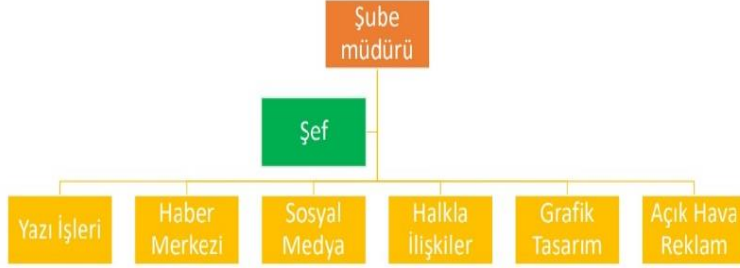 Şube
müdürü
Şef
Yazı İşleri
Haber
Merkezi
Sosyal
Medya
Halkla
İlişkiler
Grafik
Tasarım
Açık Hava
Reklam